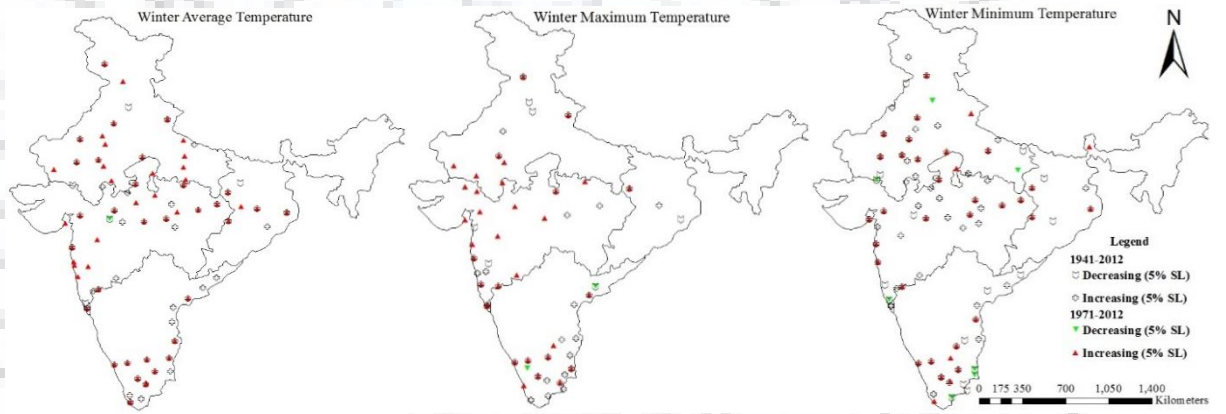 Winter Average Temperature
Winter Maximum Temperature
Winter Minimum Temperature
N
Legend
1941-2012
Decreasing (5% SL)
Increasing (5% SL)
1971-2012
Decreasing (5% SL)
Increasing (5% SL)
0 175 350 700 1,050 1,400
Kilometers